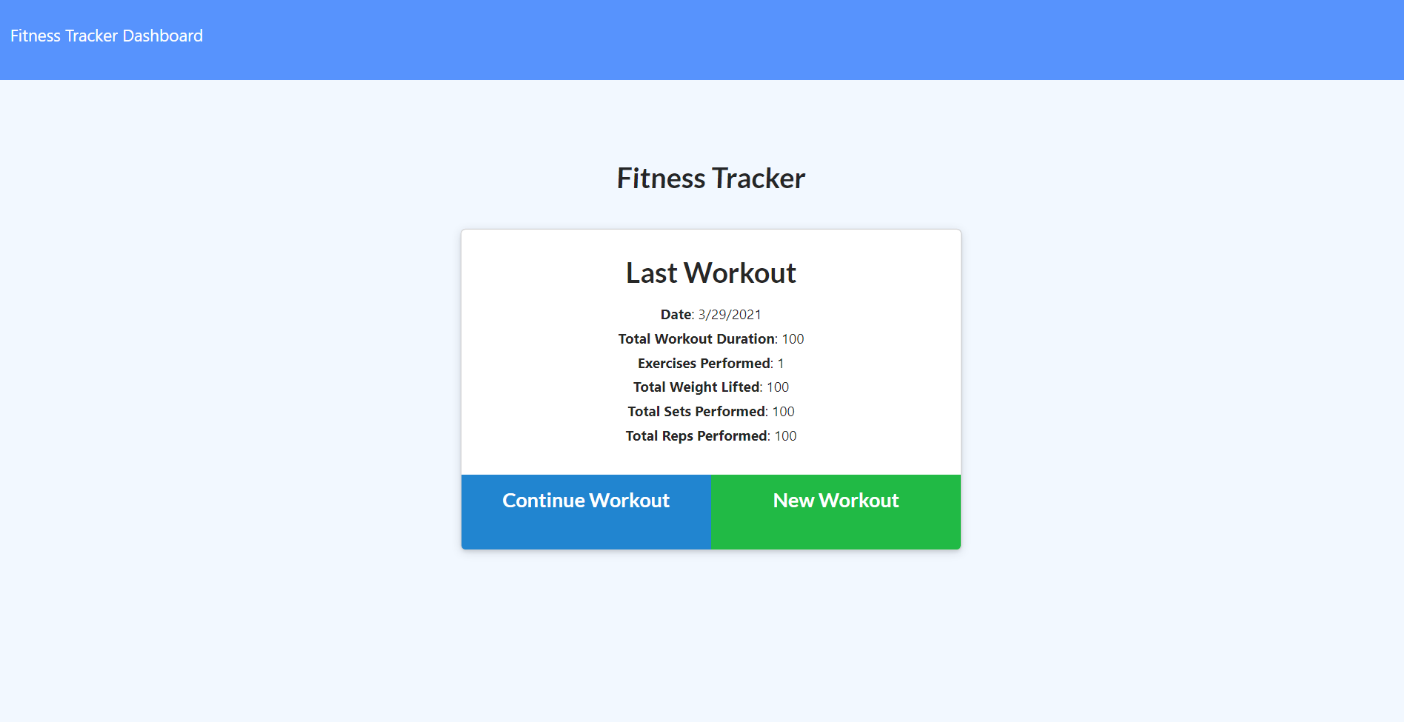 Fitness Tracker Dashboard
Fitness Tracker
Last Workout
Date: 3/29/2021
Total Workout Duration: 100
Exercises Performed: 1
Total Weight Lifted: 100
Total Sets Performed: 100
Total Reps Performed: 100
Continue Workout New Workout